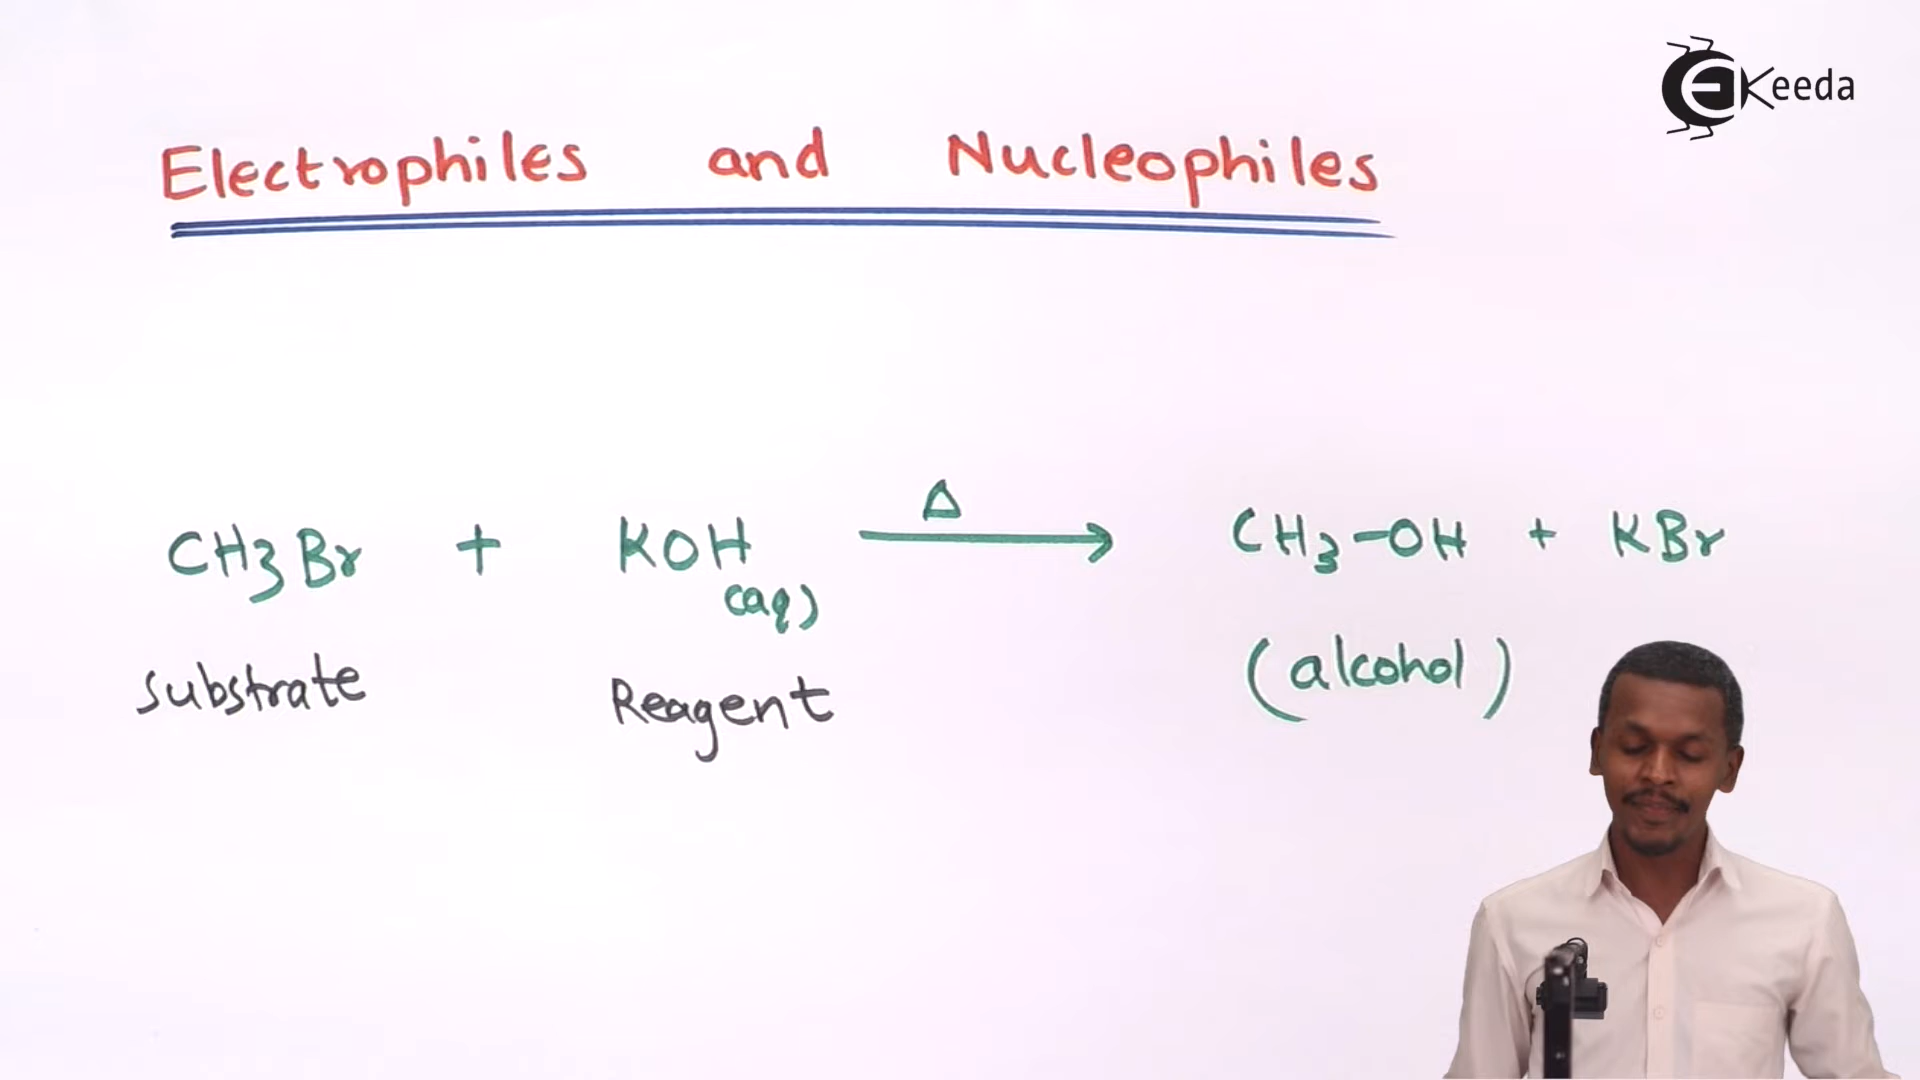 EKeeda
Electrophiles and Nucleophiles
CH3Br + KOH (aq) Δ → CH3-OH + KBr
Substrate Reagent (alcohol)